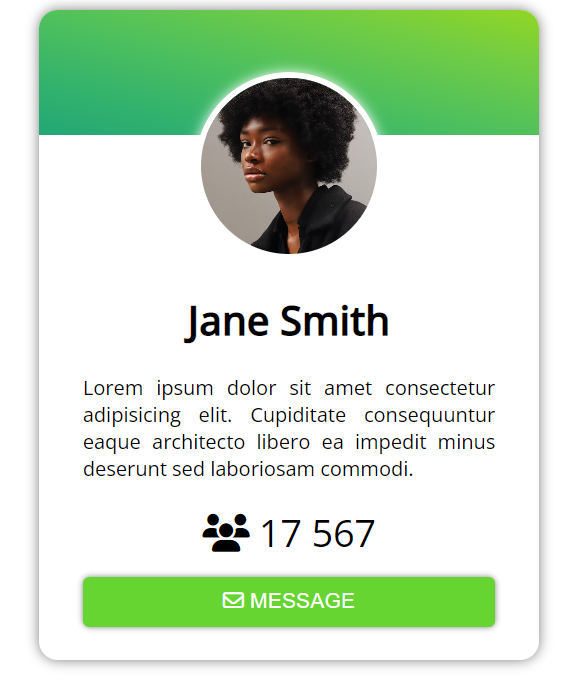 Jane Smith
Lorem ipsum dolor sit amet consectetur
adipisicing elit. Cupiditate consequuntur
eaque architecto libero ea impedit minus
deserunt sed laboriosam commodi.
17 567
MESSAGE